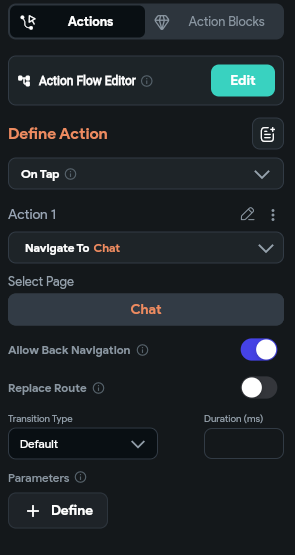 Actions Action Blocks
Action Flow Editor Edit
Define Action
On Tap
Action 1
Navigate To Chat
Select Page
Chat
Allow Back Navigation
Replace Route
Transition Type Duration (ms)
Default
Parameters
+ Define